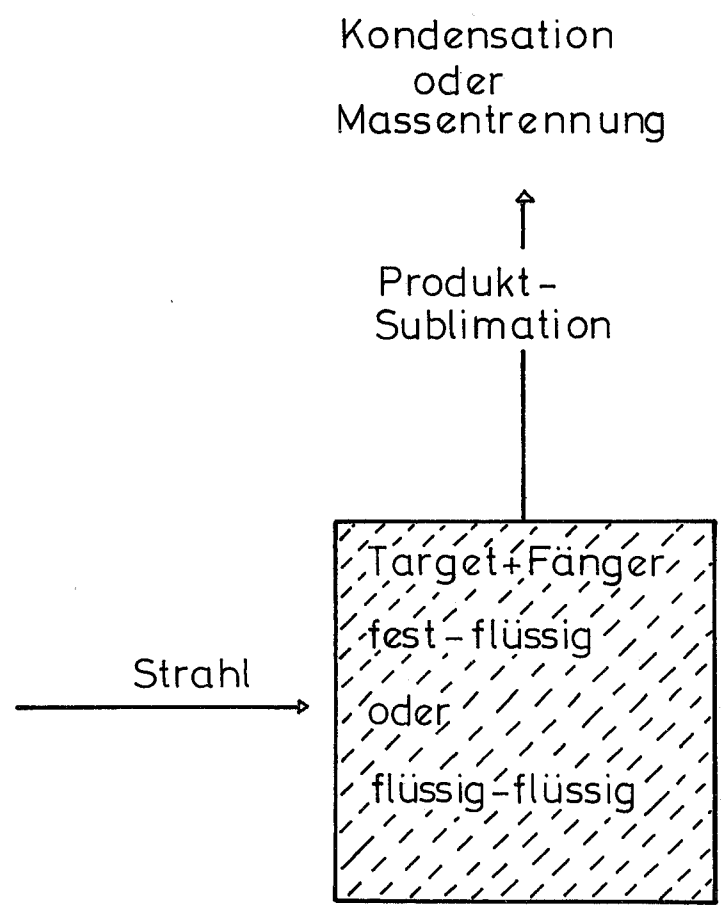 Kondensation
oder
Massentrennung
Produkt-
Sublimation
Target+Fänger
fest-flüssig
Strahl
oder
flüssig-flüssig